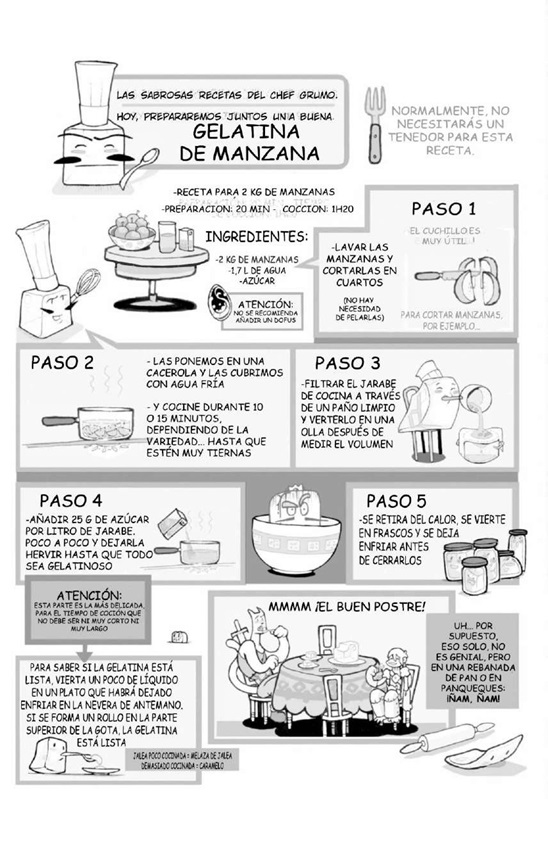 LAS SABROSAS RECETAS DEL CHEF GRUMO.
HOY, PREPARAREMOS JUNTOS UNA BUENA
GELATINA
DE MANZANA
NORMALMENTE, NO
NECESITARÁS UN
TENEDOR PARA ESTA
RECETA.
-RECETA PARA 2 KG DE MANZANAS
-PREPARACION: 20 MIN - COCCION: 1H20
INGREDIENTES:
-2 KG DE MANZANAS
-1,7 L DE AGUA
-AZÚCAR
ATENCIÓN:
NO SE RECOMIENDA
AÑADIR UN DOFUS
PASO 1
EL CUCHILLO ES
MUY ÚTIL...!
-LAVAR LAS
MANZANAS Y
CORTARLAS EN
CUARTOS
(NO HAY
NECESIDAD
DE PELARLAS)
PARA CORTAR MANZANAS,
POR EJEMPLO...
PASO 2
- LAS PONEMOS EN UNA
CACEROLA Y LAS CUBRIMOS
CON AGUA FRÍA
- Y COCINE DURANTE 10
O 15 MINUTOS,
DEPENDIENDO DE LA
VARIEDAD... HASTA QUE
ESTÉN MUY TIERNAS
PASO 3
-FILTRAR EL JARABE
DE COCINA A TRAVÉS
DE UN PAÑO LIMPIO
Y VERTERLO EN UNA
OLLA DESPUÉS DE
MEDIR EL VOLUMEN
PASO 4
-AÑADIR 25 G DE AZÚCAR
POR LITRO DE JARABE.
POCO A POCO Y DEJARLA
HERVIR HASTA QUE TODO
SEA GELATINOSO
PASO 5
-SE RETIRA DEL CALOR, SE VIERTE
EN FRASCOS Y SE DEJA
ENFRIAR ANTES
DE CERRARLOS
ATENCIÓN:
ESTA PARTE ES LA MÁS DELICADA,
PARA EL TIEMPO DE COCIÓN QUE
NO DEBE SER NI MUY CORTO NI
MUY LARGO
PARA SABER SI LA GELATINA ESTÁ
LISTA, VIERTA UN POCO DE LÍQUIDO
EN UN PLATO QUE HABRÁ DEJADO
ENFRIAR EN LA NEVERA DE ANTEMANO.
SI SE FORMA UN ROLLO EN LA PARTE
SUPERIOR DE LA GOTA, LA GELATINA
ESTÁ LISTA
JALEA POCO COCINADA = MELAZA DE JALEA
DEMASIADO COCINADA = CARAMELO
MMMM ¡EL BUEN POSTRE!
UH... POR
SUPUESTO,
ESO SOLO, NO
ES GENIAL, PERO
EN UNA REBANADA
DE PAN O EN
PANQUEQUES:
¡ÑAM, ÑAM!